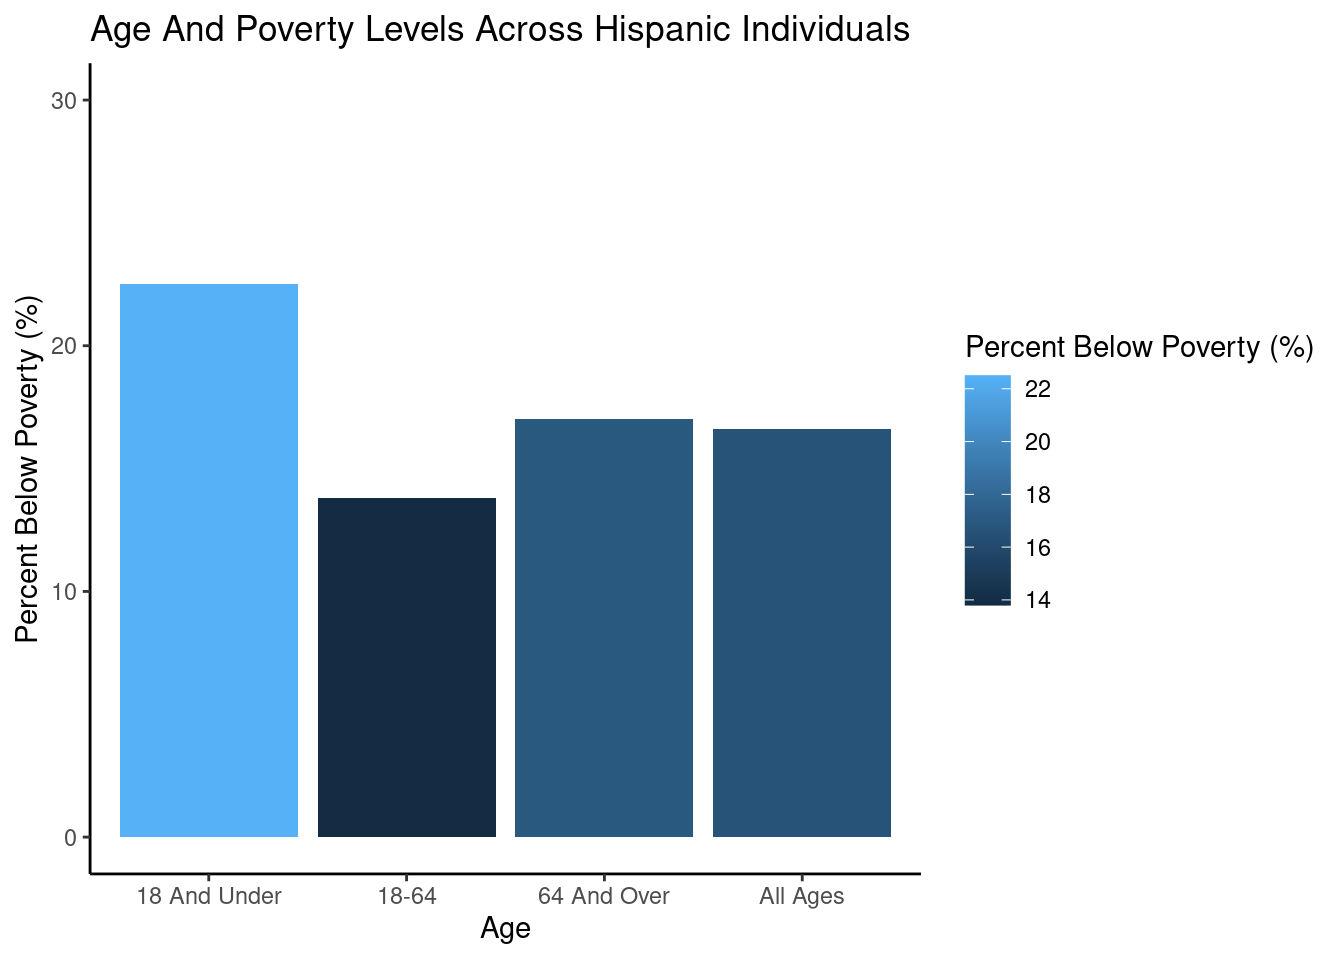 Age And Poverty Levels Across Hispanic Individuals
Percent Below Poverty (%)
30
20
10
0
18 And Under
18-64
64 And Over
All Ages
Age
Percent Below Poverty (%)
22
20
18
16
14